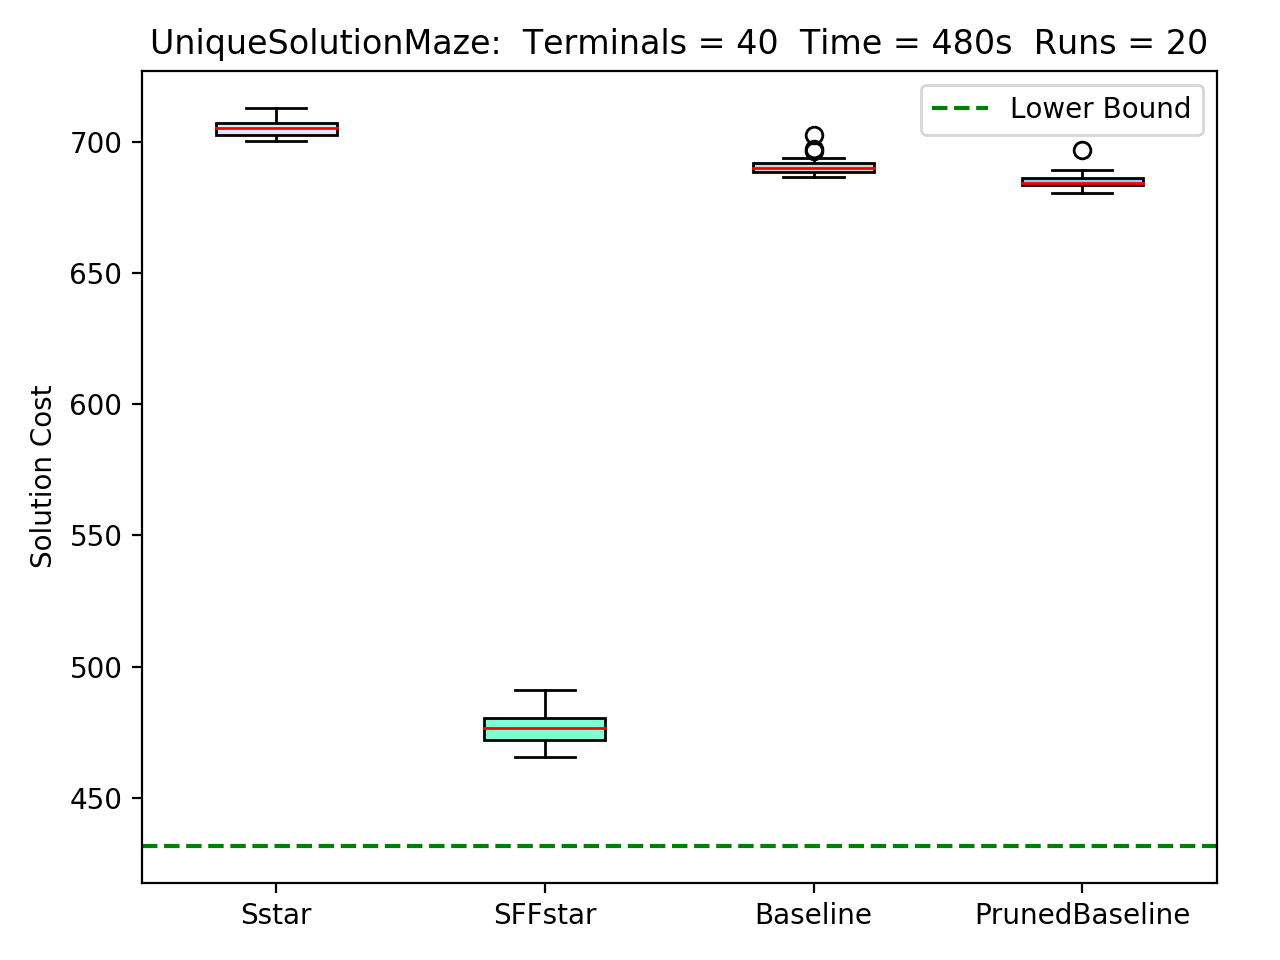 UniqueSolutionMaze:  Terminals = 40  Time = 480s  Runs = 20
Lower Bound
Solution Cost
700
650
600
550
500
450
Sstar
SFFstar
Baseline
PrunedBaseline